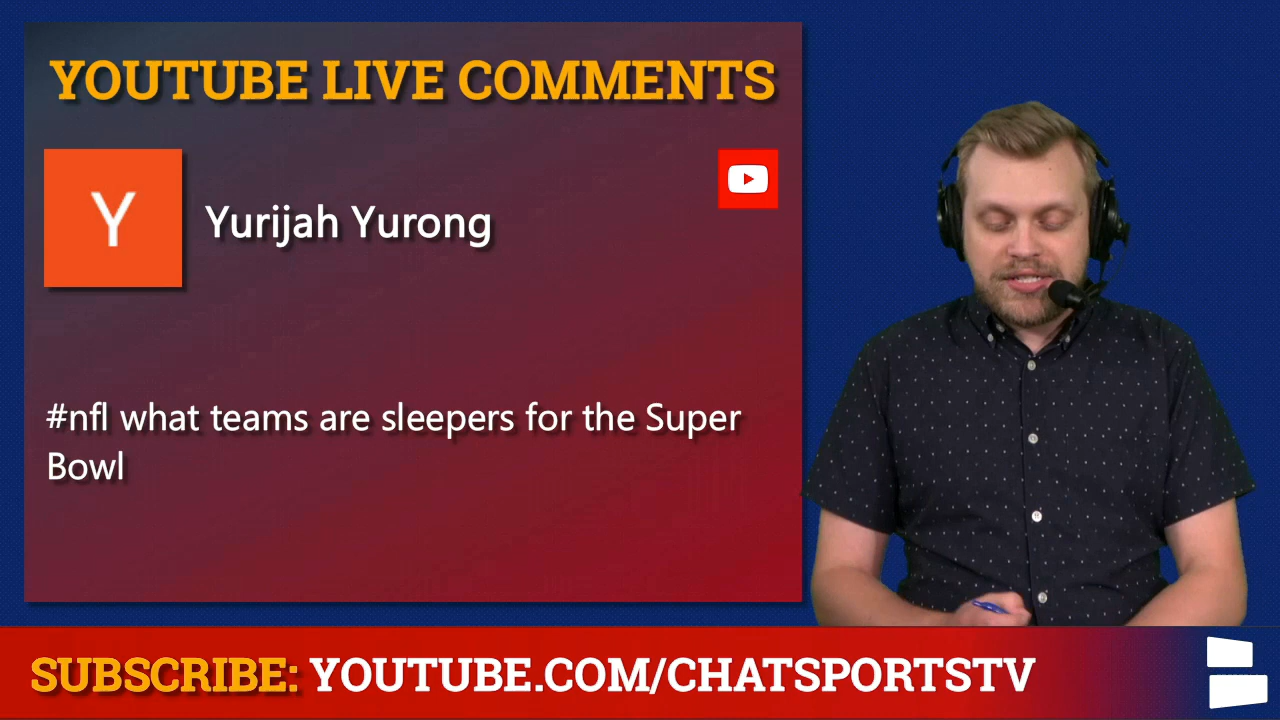 YOUTUBE LIVE COMMENTS
Y
Yurijah Yurong
#nfl what teams are sleepers for the Super
Bowl
SUBSCRIBE: YOUTUBE.COM/CHATSPORTSTV